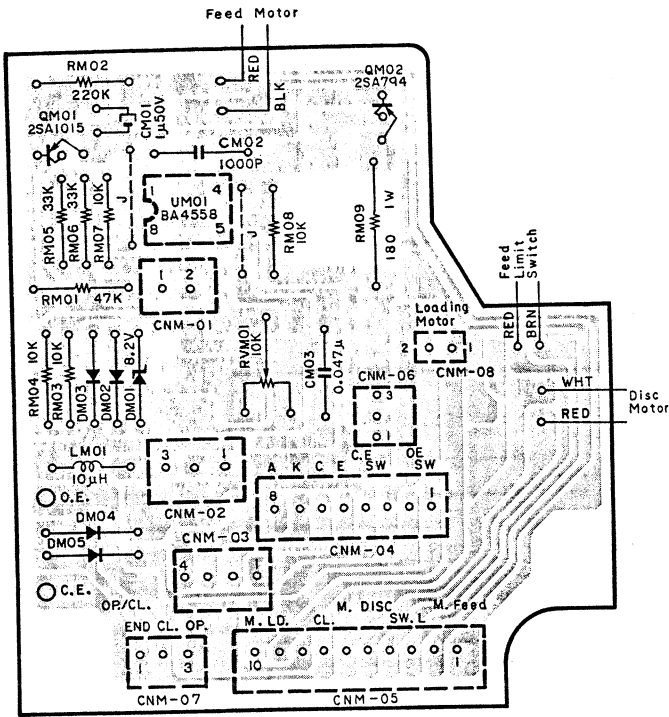 Feed Motor
RED
BLK
RM02
220K
QM02
2SA794
QM01
2SA1015
CM01
1µ50V
CM02
1000P
J
1 4
UM01
BA4558
8 5
33K 33K 10K
RM05 RM06 RM07
J
RM08
10K
RM09
180 1W
Feed
Limit
Switch
RED
BRN
RM01 47K
1 2
CNM-01
Loading
Motor
2 1
CNM-08
10K 10K 8.2V
RM04 RM03 DM03 DM02 DM01
RVM01
10K
CM03
0.047µ
CNM-06
3
1
WHT
Disc
Motor
RED
LM01
10µH
3 1
CNM-02
C.E OE
A K C E SW SW
8 1
CNM-04
O.E.
DM04
DM05
CNM-03
4 1
C.E.
OP/CL.
END CL. OP.
1 3
CNM-07
M. DISC M. Feed
M. LD. CL. SW. L
10 1
CNM-05